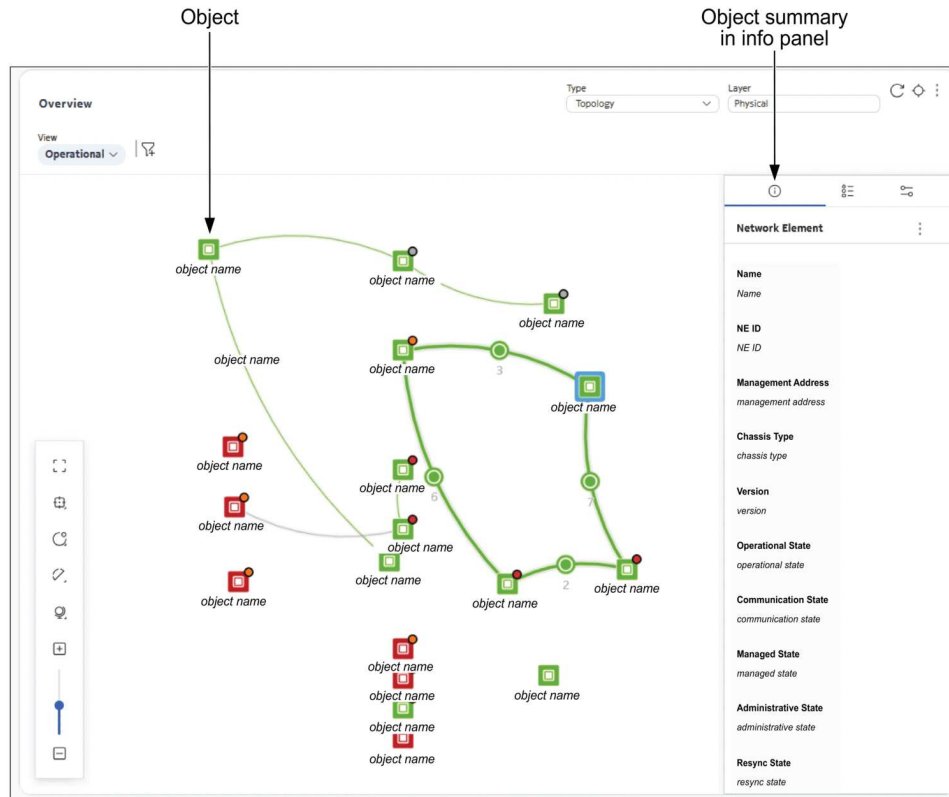 Object
Object summary
in info panel
Overview
Type
Topology
Layer
Physical
View
Operational
Network Element
object name
object name
object name
object name
object name
3
object name
Name
Name
NE ID
NE ID
Management Address
management address
Chassis Type
chassis type
Version
version
Operational State
operational state
Communication State
communication state
Managed State
managed state
Administrative State
administrative state
Resync State
resync state
object name
object name
6
7
object name
object name
object name
object name
2
object name
object name
object name
object name
object name
object name
object name
object name